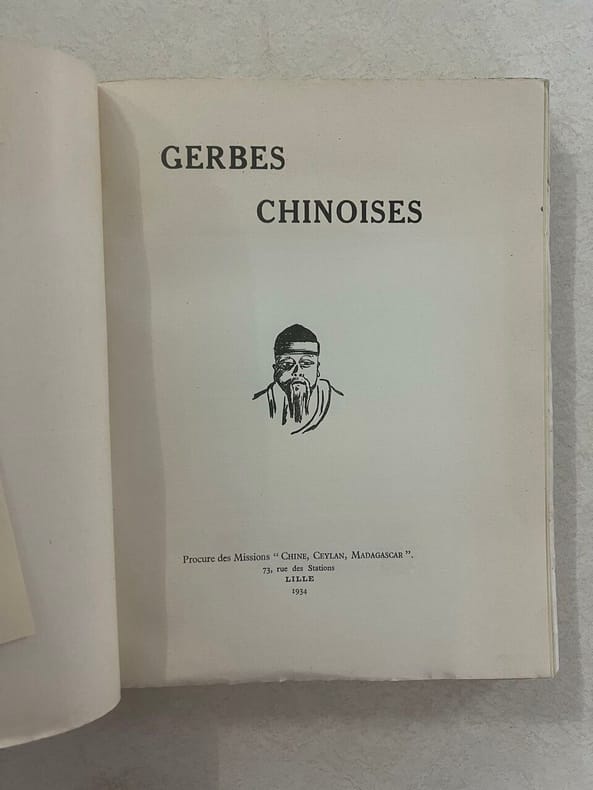 GERBES
CHINOISES
Procure des Missions “ CHINE, CEYLAN, MADAGASCAR ”.
73, rue des Stations
LILLE
1934